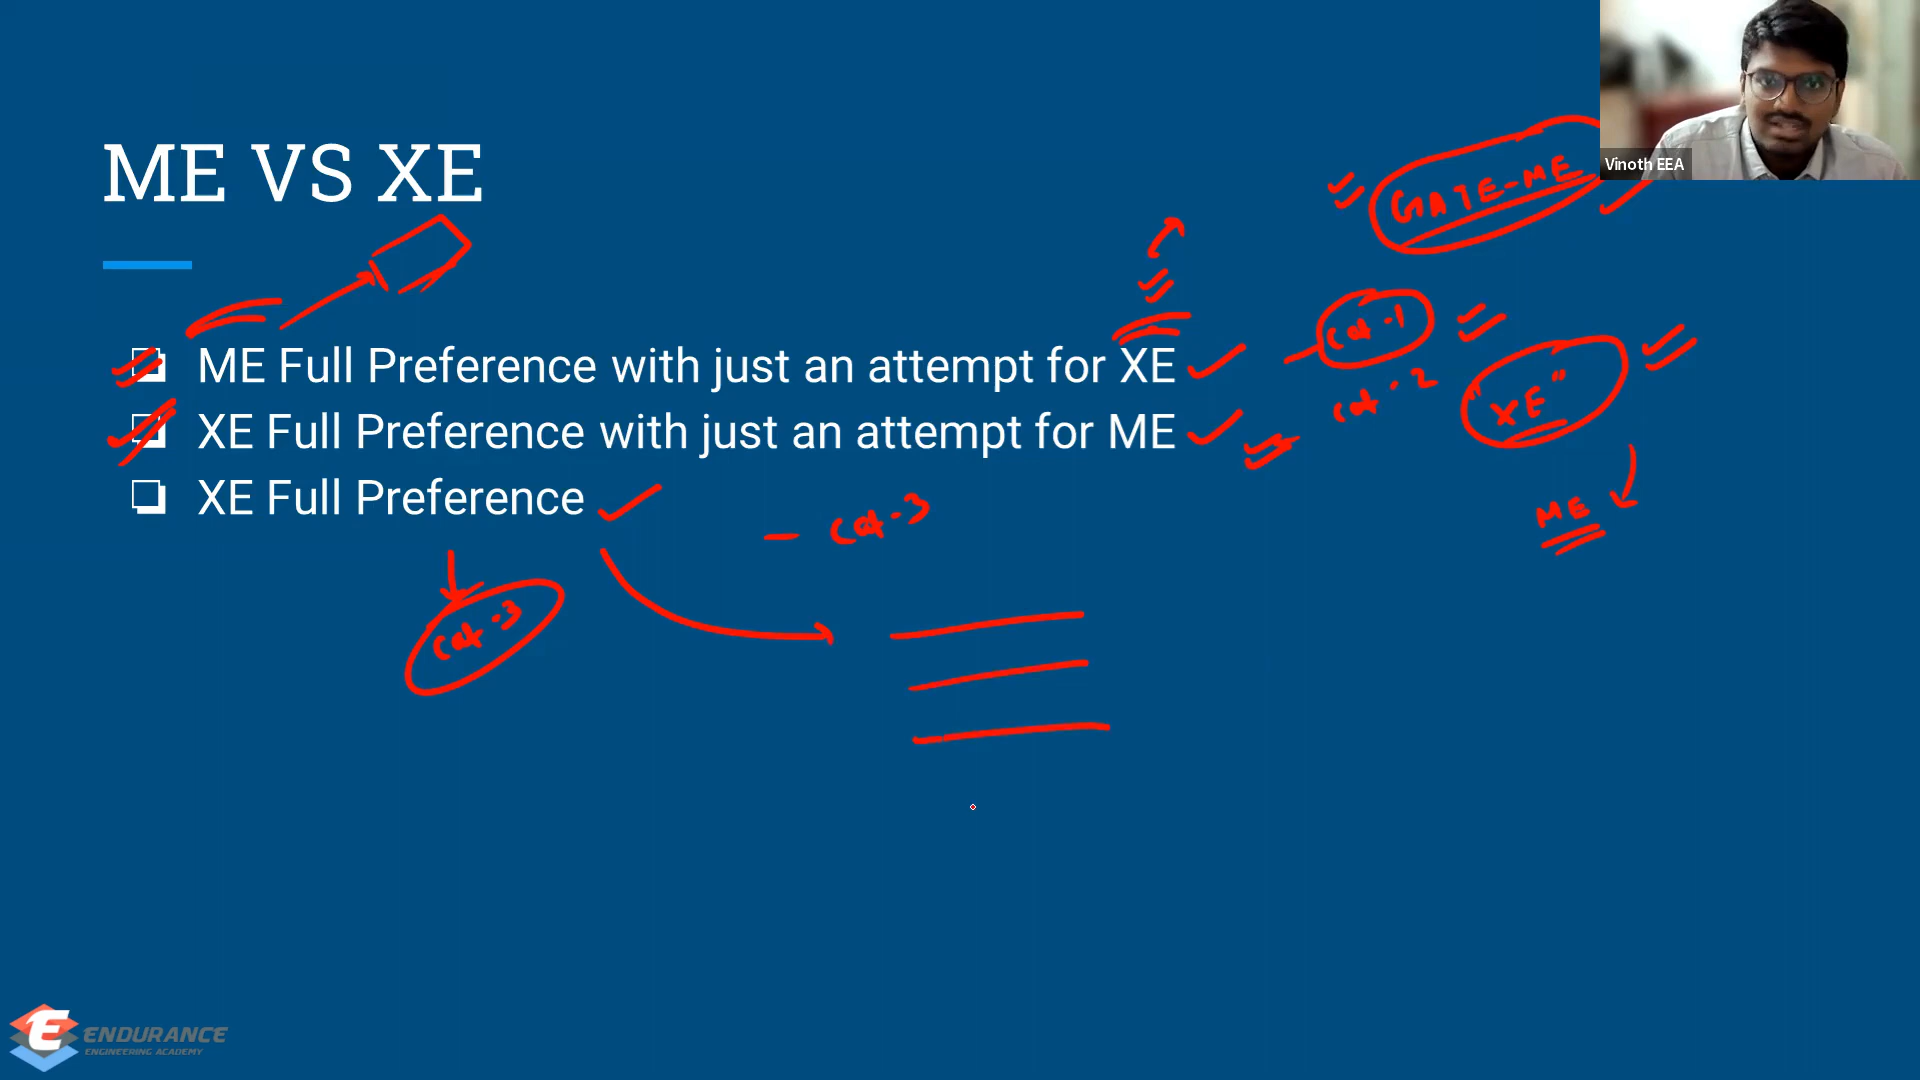 ME VS XE
GATE-ME
Vinoth EEA
ME Full Preference with just an attempt for XE
cat-1
cat-2
"XE"
XE Full Preference with just an attempt for ME
XE Full Preference
- cat-3
ME
cat-3
ENDURANCE
ENGINEERING ACADEMY